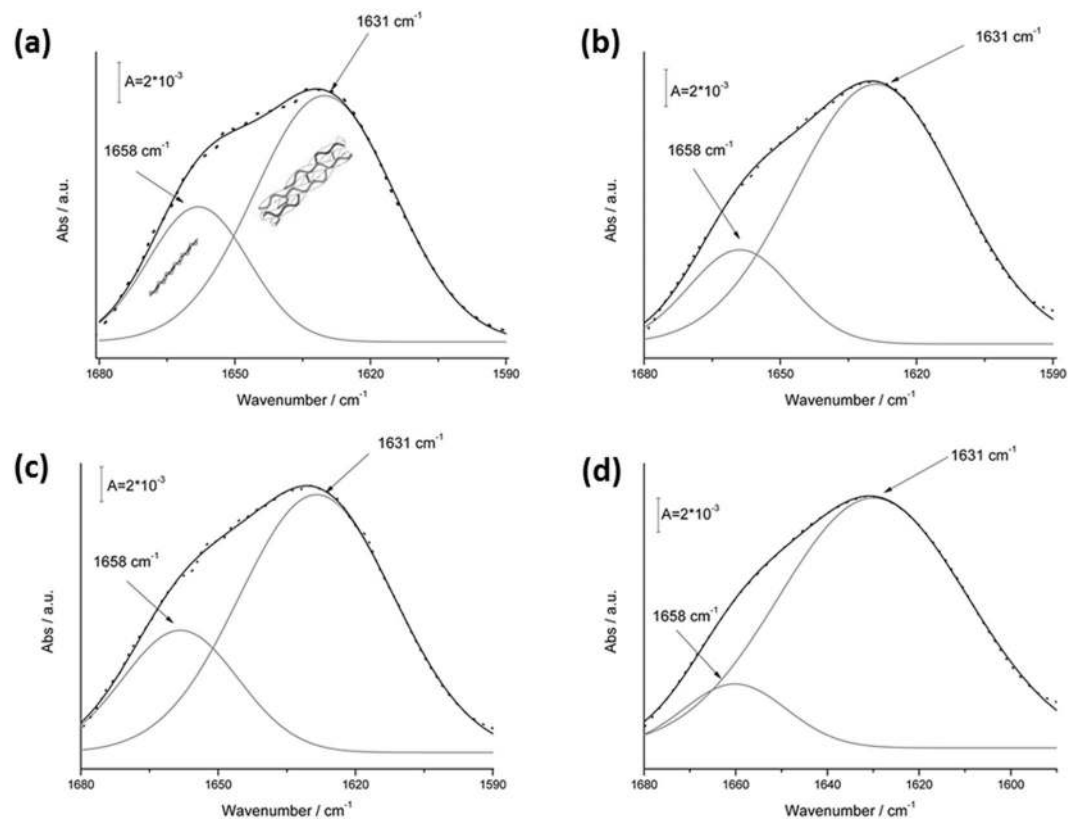 (a)
1631 cm⁻¹
A=2*10⁻³
1658 cm⁻¹
Abs / a.u.
1680
1650
1620
1590
Wavenumber / cm⁻¹
(b)
1631 cm⁻¹
A=2*10⁻³
1658 cm⁻¹
Abs / a.u.
1680
1650
1620
1590
Wavenumber / cm⁻¹
(c)
1631 cm⁻¹
A=2*10⁻³
1658 cm⁻¹
Abs / a.u.
1680
1650
1620
1590
Wavenumber / cm⁻¹
(d)
1631 cm⁻¹
A=2*10⁻³
1658 cm⁻¹
Abs / a.u.
1680
1660
1640
1620
1600
Wavenumber / cm⁻¹